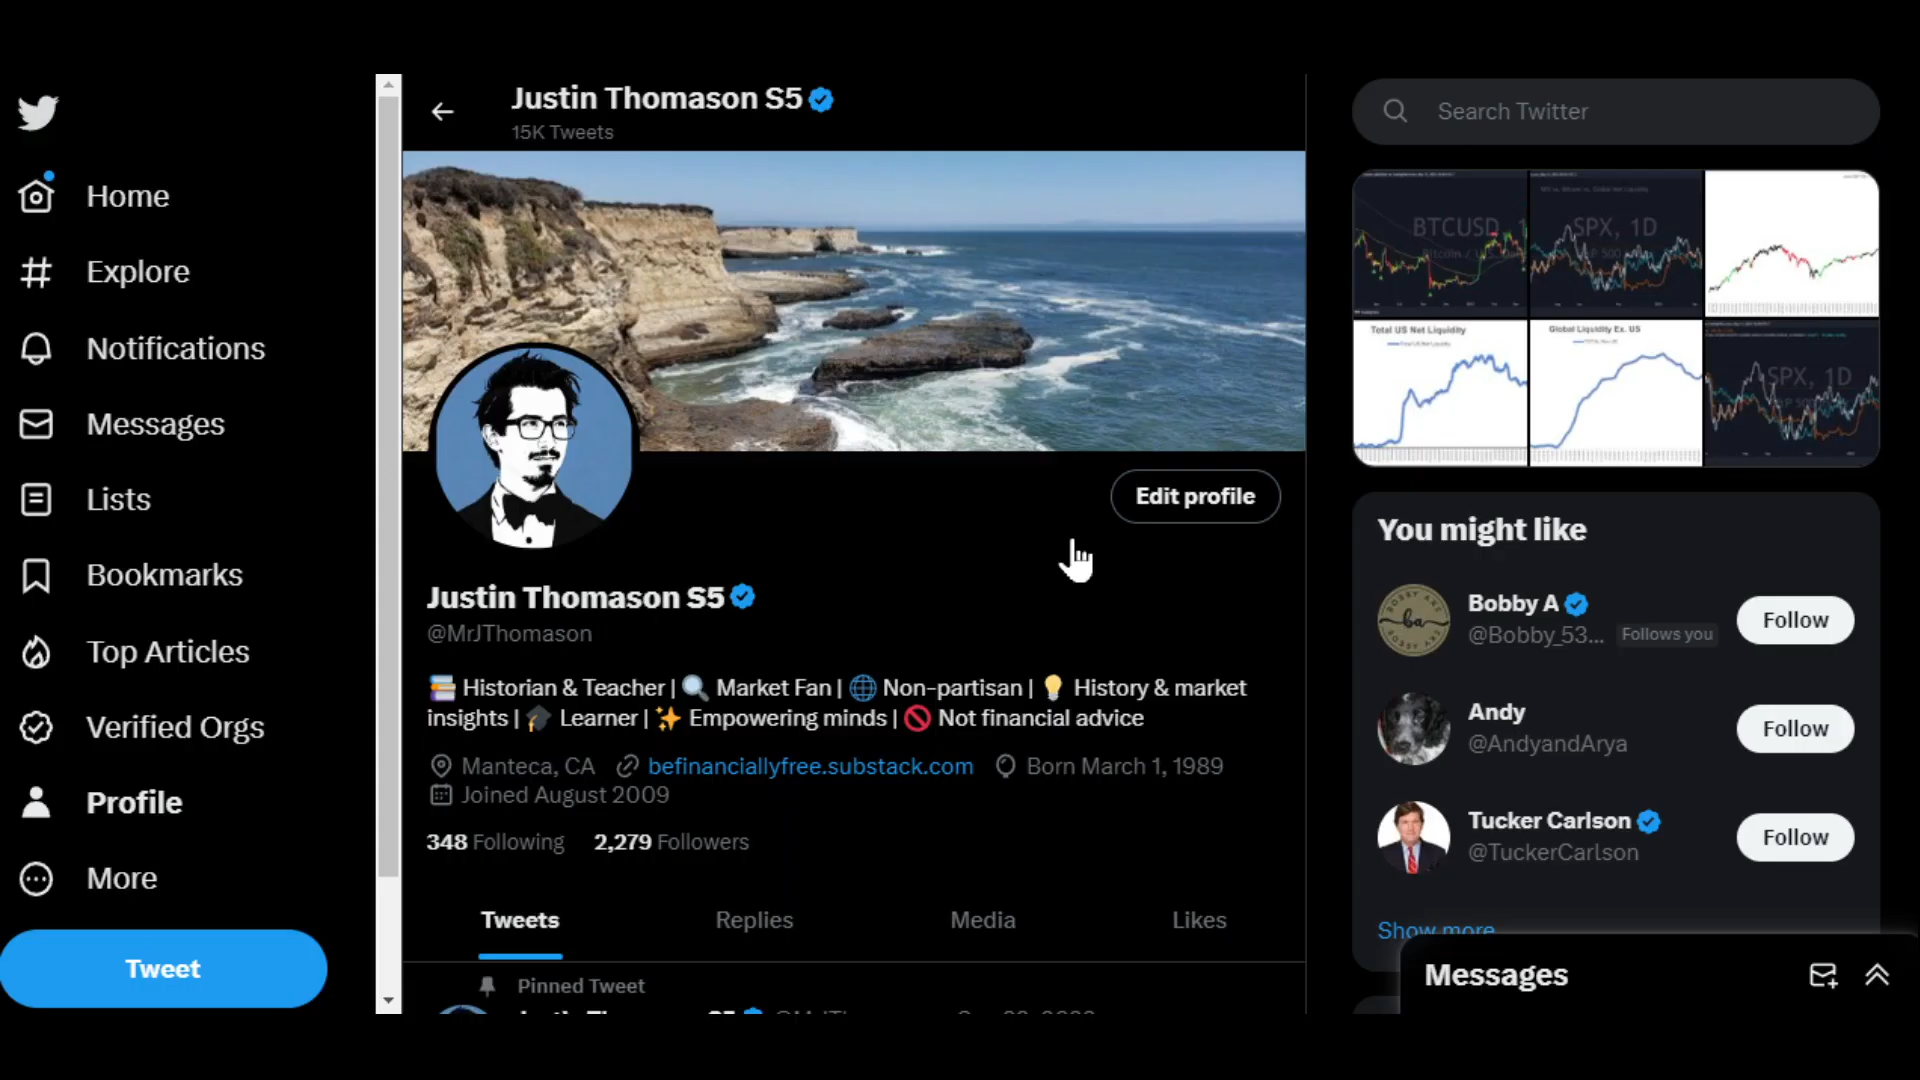 Justin Thomason S5
15K Tweets
Home
Explore
Notifications
Messages
Lists
Bookmarks
Top Articles
Verified Orgs
Profile
More
Tweet
Edit profile
Justin Thomason S5
@MrJThomason
Historian & Teacher | Market Fan | Non-partisan | History & market
insights | Learner | Empowering minds | Not financial advice
Manteca, CA befinanciallyfree.substack.com Born March 1, 1989
Joined August 2009
348 Following 2,279 Followers
Tweets Replies Media Likes
Pinned Tweet
Search Twitter
BTCUSD, 1
SPX, 1D
Total US Net Liquidity
Global Liquidity Ex. US
SPX, 1D
You might like
Bobby A
@Bobby_53... Follows you
Follow
Andy
@AndyandArya
Follow
Tucker Carlson
@TuckerCarlson
Follow
Show more
Messages